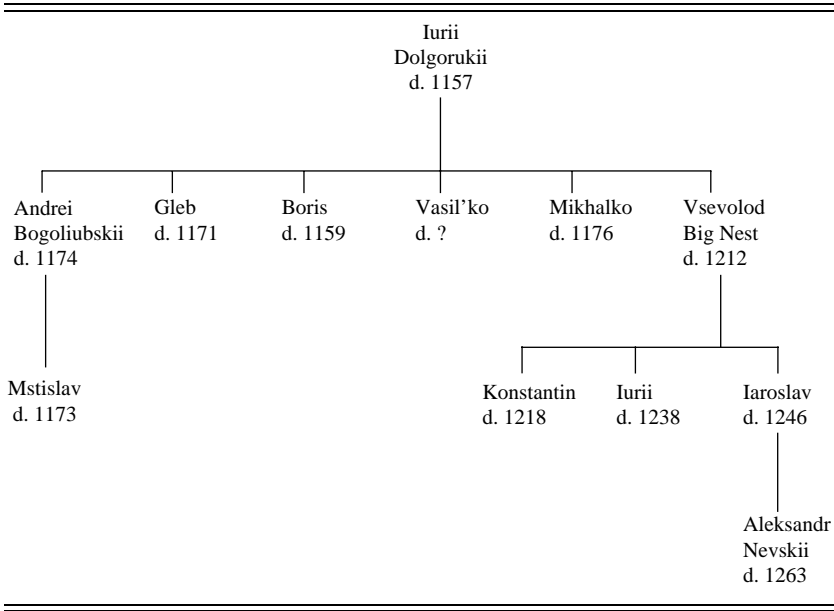 Iurii
Dolgorukii
d. 1157
Andrei
Bogoliubskii
d. 1174
Gleb
d. 1171
Boris
d. 1159
Vasil’ko
d. ?
Mikhalko
d. 1176
Vsevolod
Big Nest
d. 1212
Mstislav
d. 1173
Konstantin
d. 1218
Iurii
d. 1238
Iaroslav
d. 1246
Aleksandr
Nevskii
d. 1263